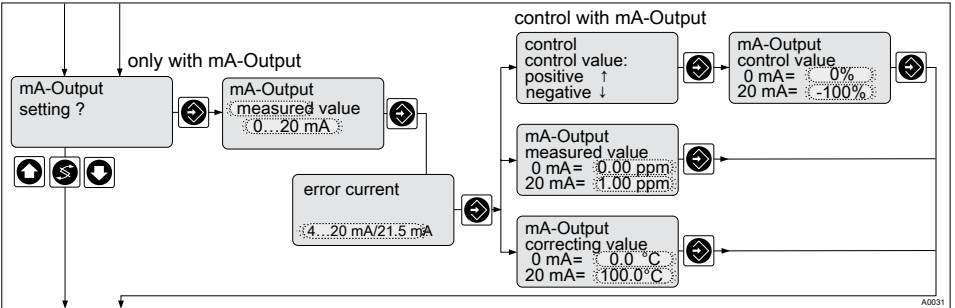 control with mA-Output
only with mA-Output
mA-Output
setting ?
mA-Output
measured value
0...20 mA
error current
4...20 mA/21.5 mA
control
control value:
positive ↑
negative ↓
mA-Output
control value
0 mA= 0%
20 mA= -100%
mA-Output
measured value
0 mA= 0.00 ppm
20 mA= 1.00 ppm
mA-Output
correcting value
0 mA= 0.0 °C
20 mA= 100.0°C
A0031